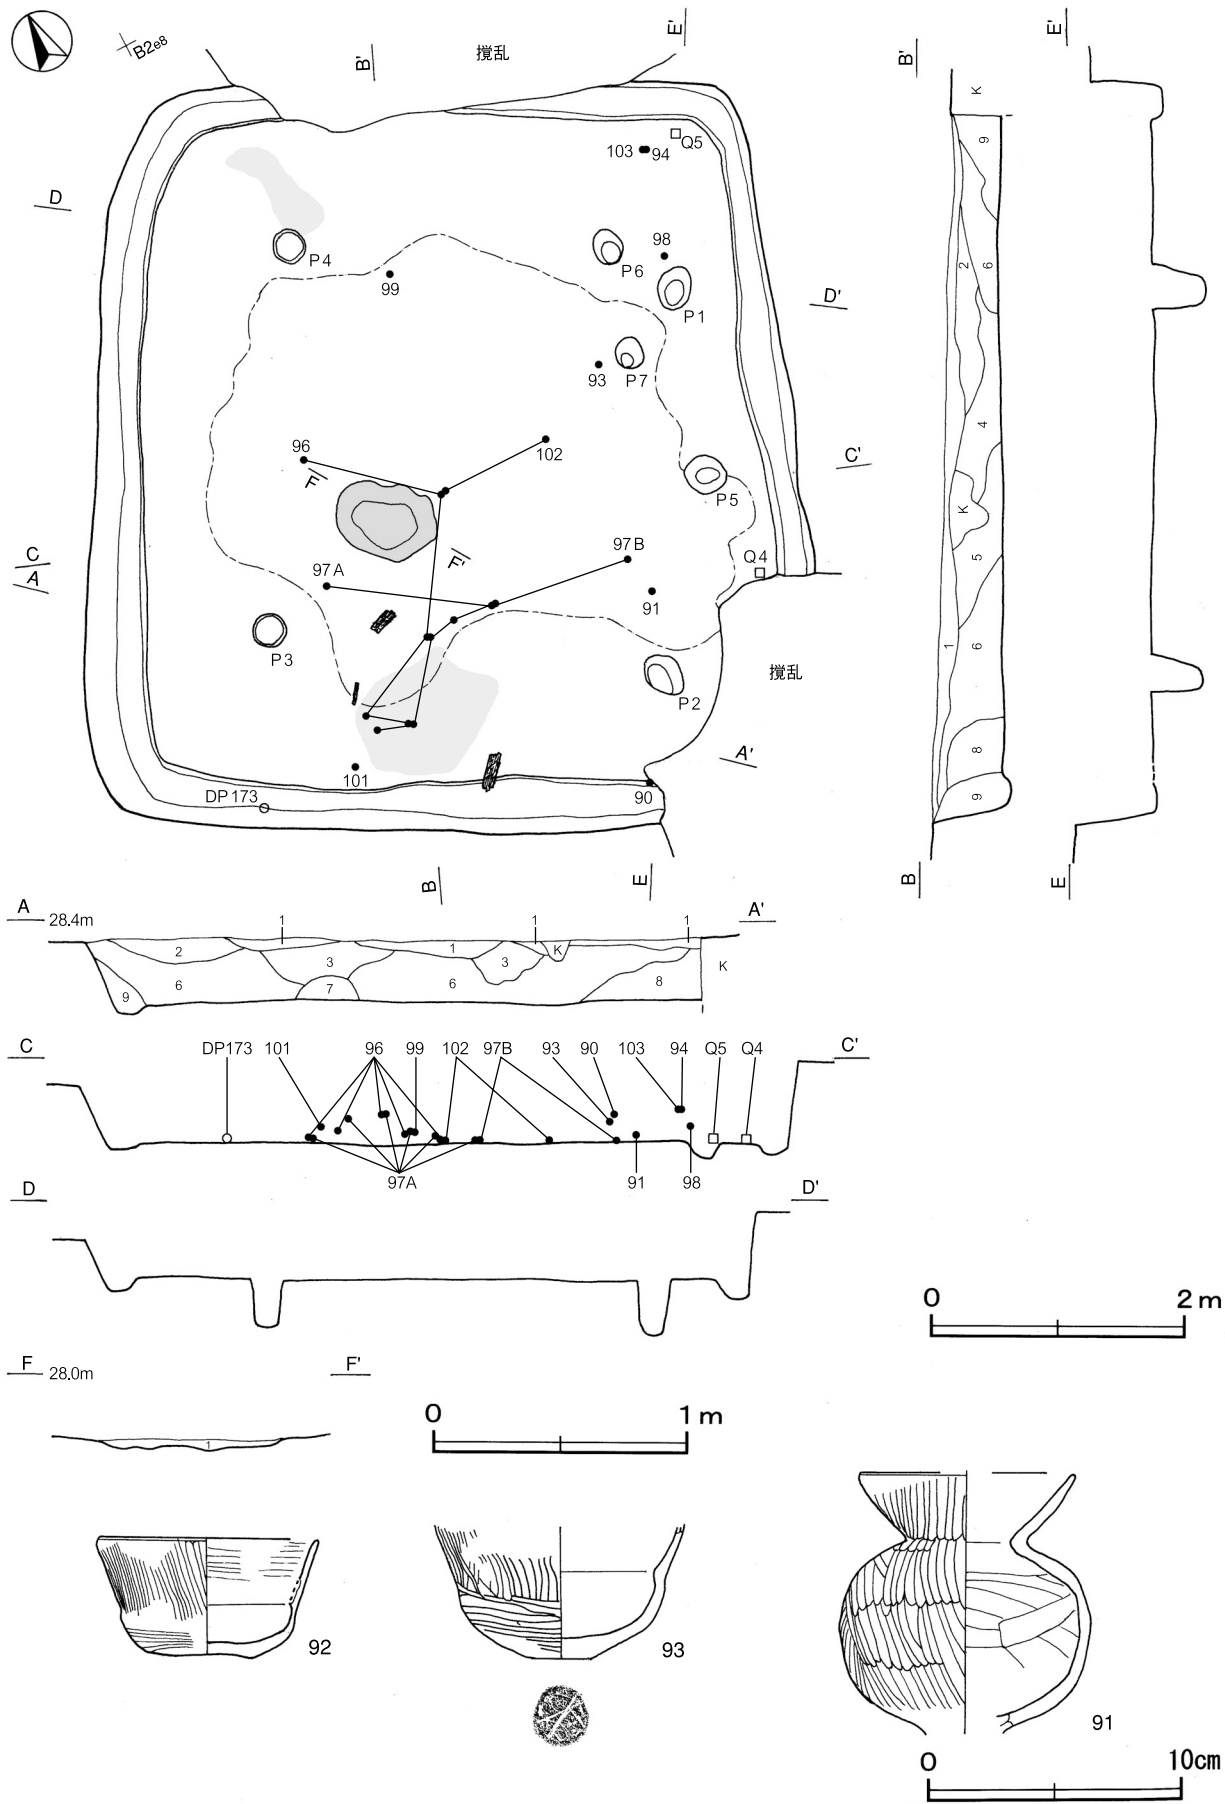 B2e8
B'
撹乱
E'
B'
E'
K
D
P4
99
103 94
Q5
P6
98
P1
D'
P7
93
9
2
6
4
K
5
1
6
8
9
96
F
102
C'
P5
F'
97B
Q4
C
A
97A
91
P3
P2
撹乱
A'
101
DP173
90
B
E
B
E
A 28.4m
A'
1
1
1
2
3
1
3
K
K
6
7
6
8
9
C
DP173 101 96 99 102 97B 93 90 103 94 Q5 Q4
C'
97A
91
98
D
D'
0 2m
F 28.0m
F'
1
0 1m
92
93
91
0 10cm